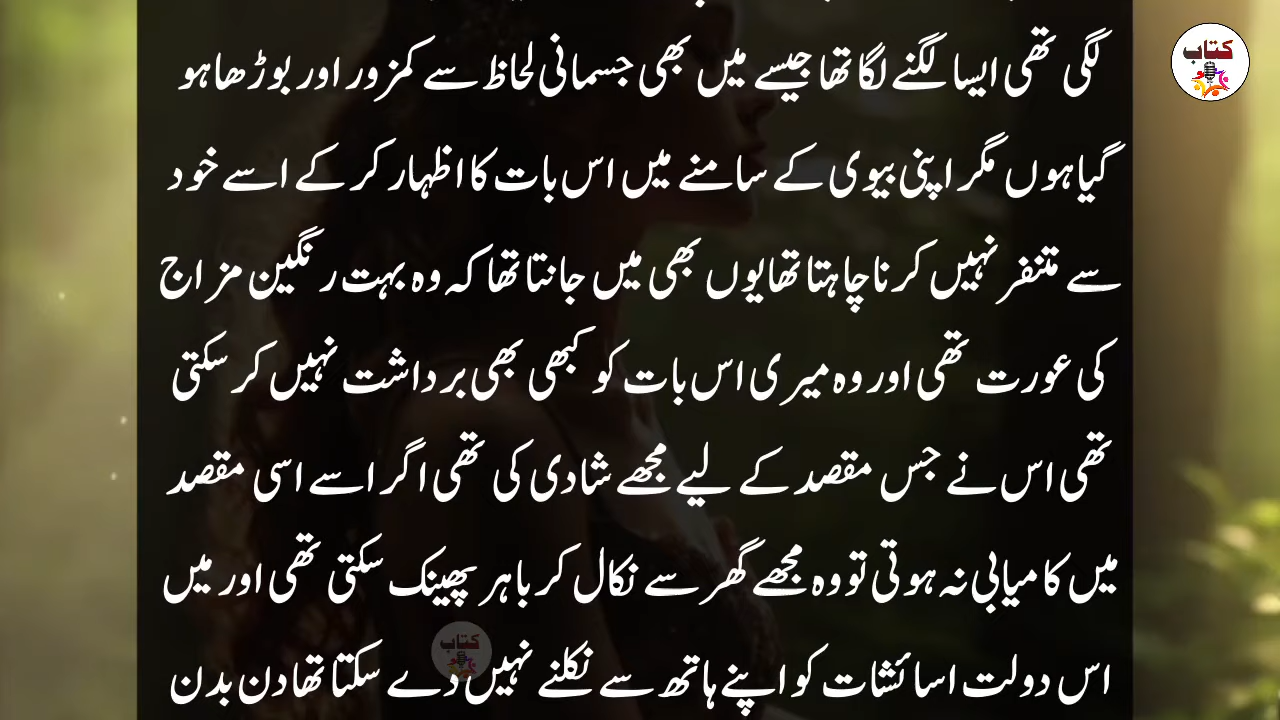 لگی تھی ایسا لگنے لگا تھا جیسے میں بھی جسمانی لحاظ سے کمزور اور بوڑھا ہو
گیا ہوں مگر اپنی بیوی کے سامنے میں اس بات کا اظہار کر کے اسے خود
سے متنفر نہیں کرنا چاہتا تھا یوں بھی میں جانتا تھا کہ وہ بہت رنگین مزاج
کی عورت تھی اور وہ میری اس بات کو کبھی بھی برداشت نہیں کر سکتی
تھی اس نے جس مقصد کے لیے مجھے شادی کی تھی اگر اسے اسی مقصد
میں کامیابی نہ ہوتی تو وہ مجھے گھر سے نکال کر باہر پھینک سکتی تھی اور میں
اس دولت اسائشات کو اپنے ہاتھ سے نکلنے نہیں دے سکتا تھا دن بدن
کتاب
کتاب